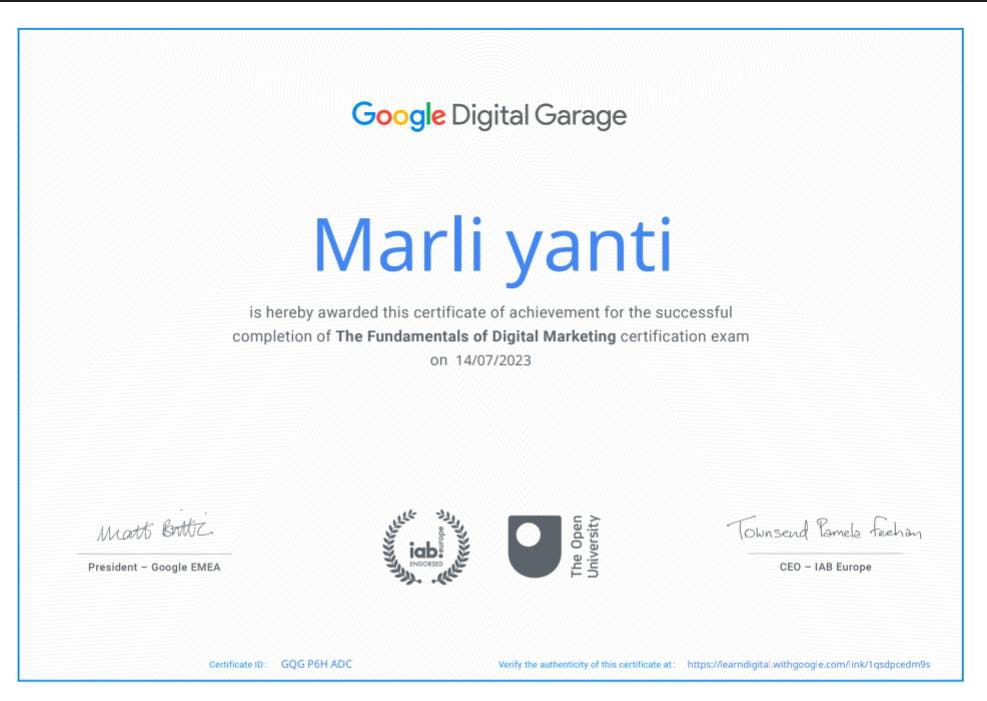 Google Digital Garage
Marli yanti
is hereby awarded this certificate of achievement for the successful
completion of The Fundamentals of Digital Marketing certification exam
on 14/07/2023
Matt Brittin
Townsend Pamela Feehan
President – Google EMEA
iab.europe
ENDORSED
The Open
University
CEO – IAB Europe
Certificate ID: GQG P6H ADC
Verify the authenticity of this certificate at: https://learndigital.withgoogle.com/link/1qsdpcedm9s